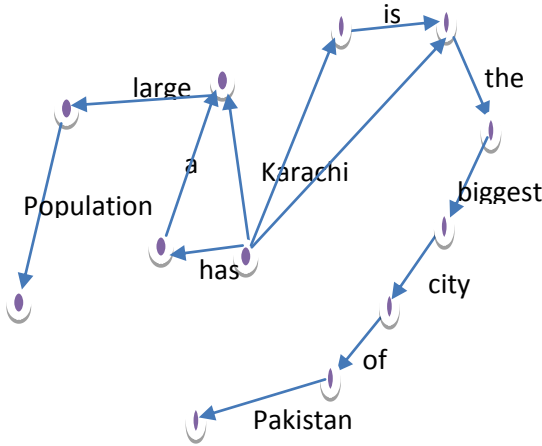 is
the
large
a
Karachi
biggest
Population
has
city
of
Pakistan